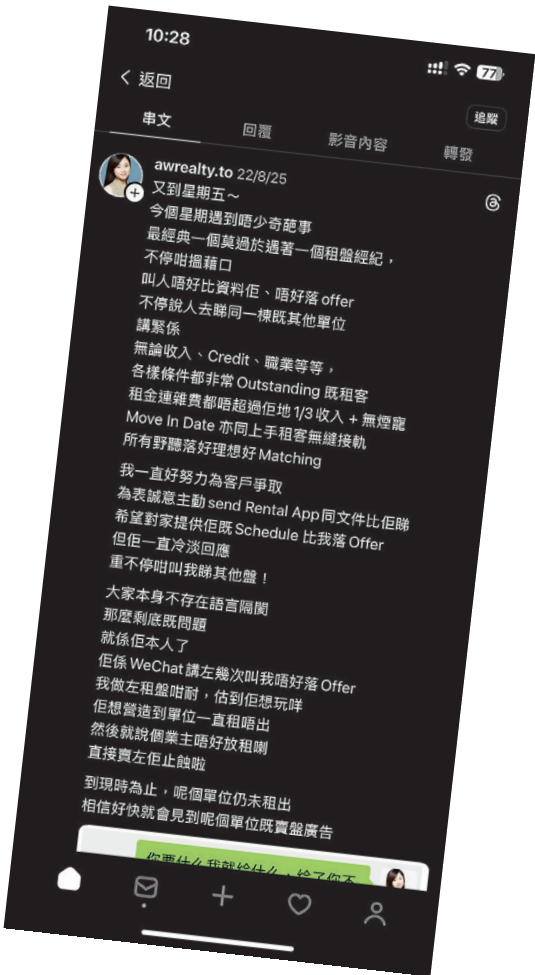 10:28
77
返回
追蹤
串文
回覆
影音內容
轉發
awrealty.to 22/8/25
又到星期五～
今個星期遇到唔少奇葩事
最經典一個莫過於遇著一個租盤經紀，
不停咁搵藉口
叫人唔好比資料佢、唔好落 offer
不停說人去睇同一棟既其他單位
講緊係
無論收入、Credit、職業等等，
各樣條件都非常 Outstanding 既租客
租金連雜費都唔超過佢地 1/3 收入 + 無煙寵
Move In Date 亦同上手租客無縫接軌
所有野聽落好理想好 Matching
我一直好努力為客戶爭取
為表誠意主動 send Rental App 同文件比佢睇
希望對家提供佢既 Schedule 比我落 Offer
但佢一直冷淡回應
重不停咁叫我睇其他盤！
大家本身不存在語言隔閡
那麼剩底既問題
就係佢本人了
佢係 WeChat 講左幾次叫我唔好落 Offer
我做左租盤咁耐，估到佢想玩咩
佢想營造到單位一直租唔出
然後就說個業主唔好放租喇
直接賣左佢止蝕啦
到現時為止，呢個單位仍未租出
相信好快就會見到呢個單位既賣盤廣告
你要什么我就给什么，给了你不